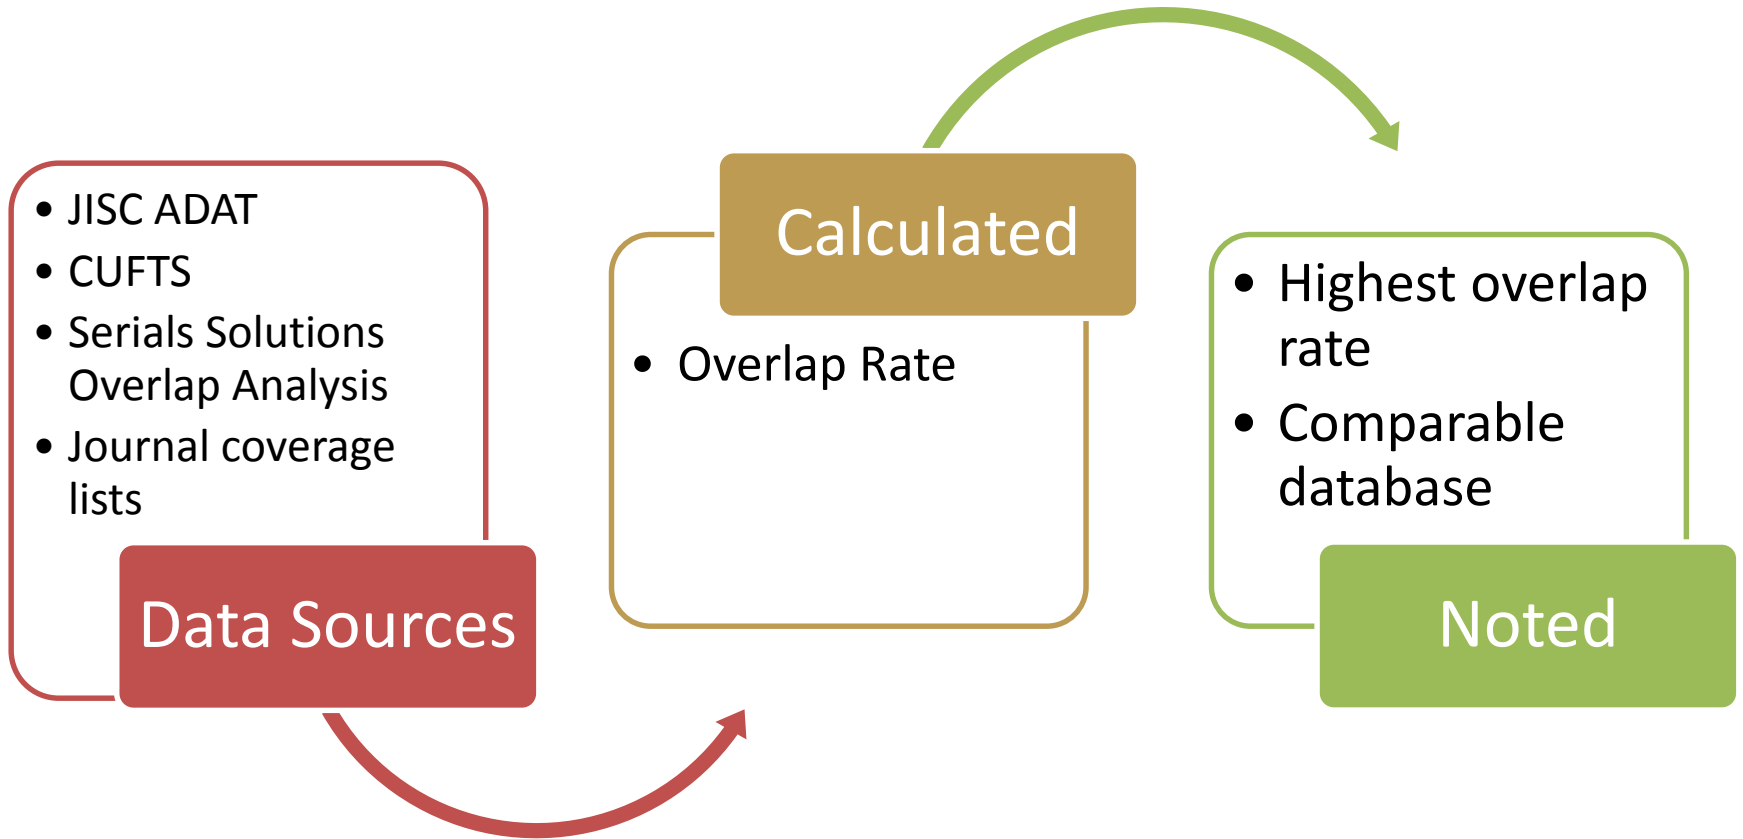 • JISC ADAT
• CUFTS
• Serials Solutions
Overlap Analysis
• Journal coverage
lists
Data Sources
Calculated
• Overlap Rate
• Highest overlap
rate
• Comparable
database
Noted